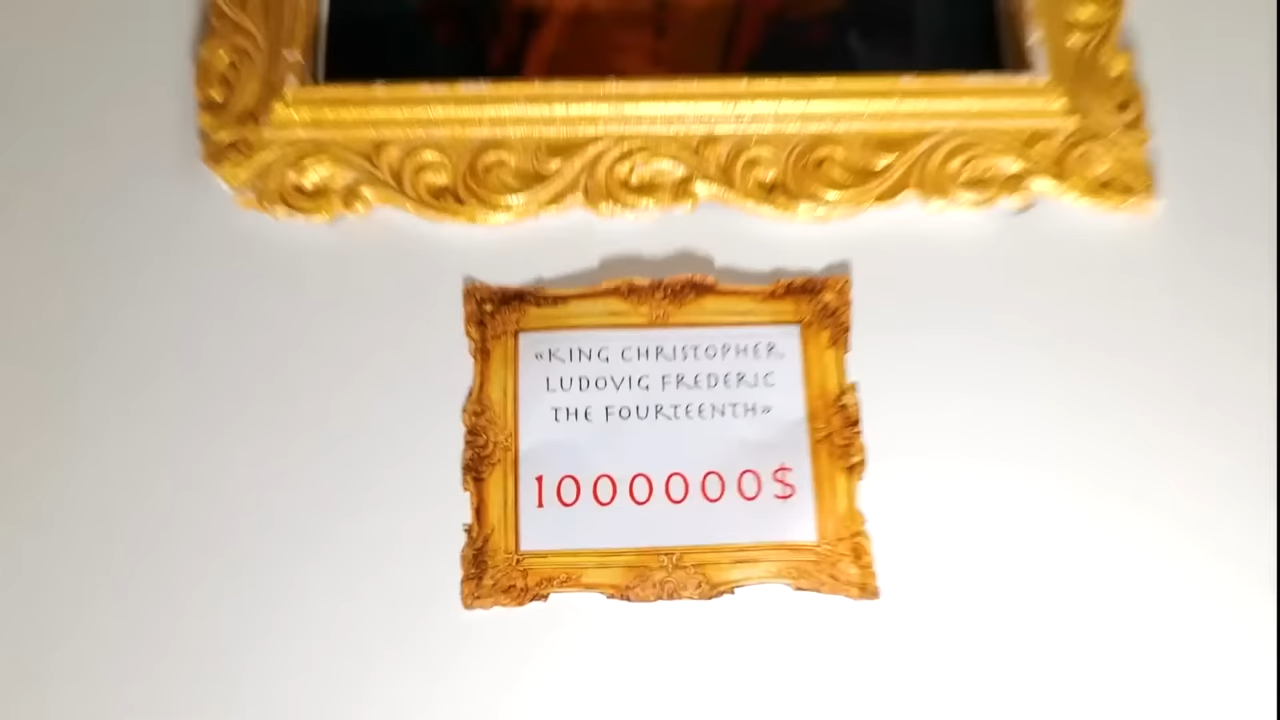 «KING CHRISTOPHER
LUDOVIG FREDERIC
THE FOURTEENTH»
1000000$